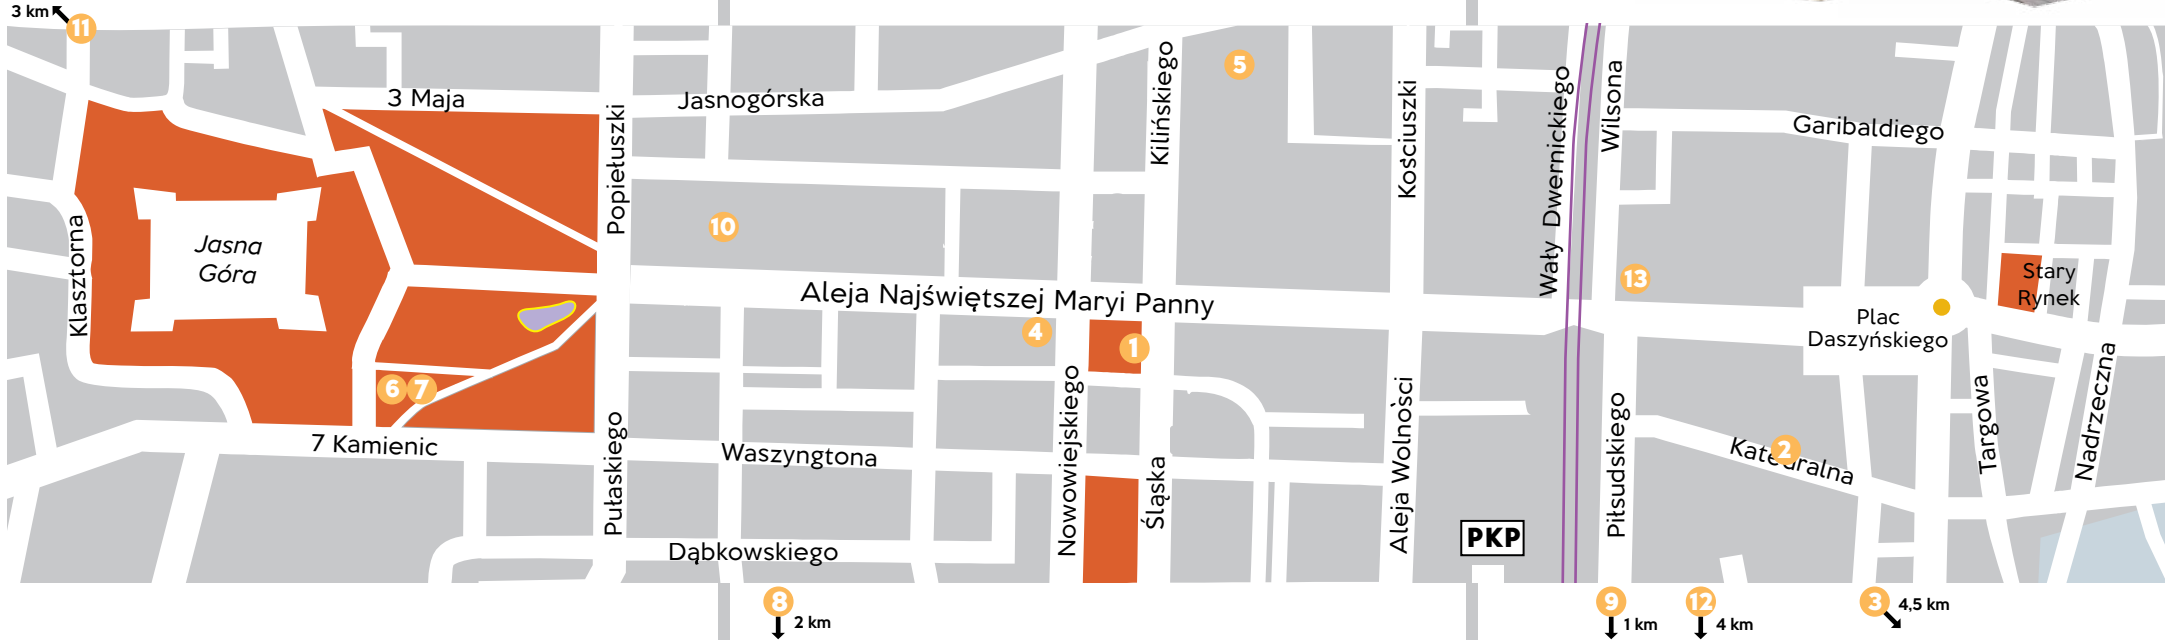 3 km
11
5
3 Maja
Jasnogórska
Popiełuszki
Kilińskiego
Kościuszki
Wały Dwernickiego
Wilsona
Garibaldiego
Klasztorna
Jasna
Góra
10
13
Stary
Rynek
Aleja Najświętszej Maryi Panny
4
1
Plac
Daszyńskiego
6
7
7 Kamienic
Pułaskiego
Waszyngtona
Nowowiejskiego
Śląska
Aleja Wolności
Piłsudskiego
2
Katedralna
Targowa
Nadrzeczna
Dąbkowskiego
PKP
8
2 km
9
1 km
12
4 km
3
4,5 km